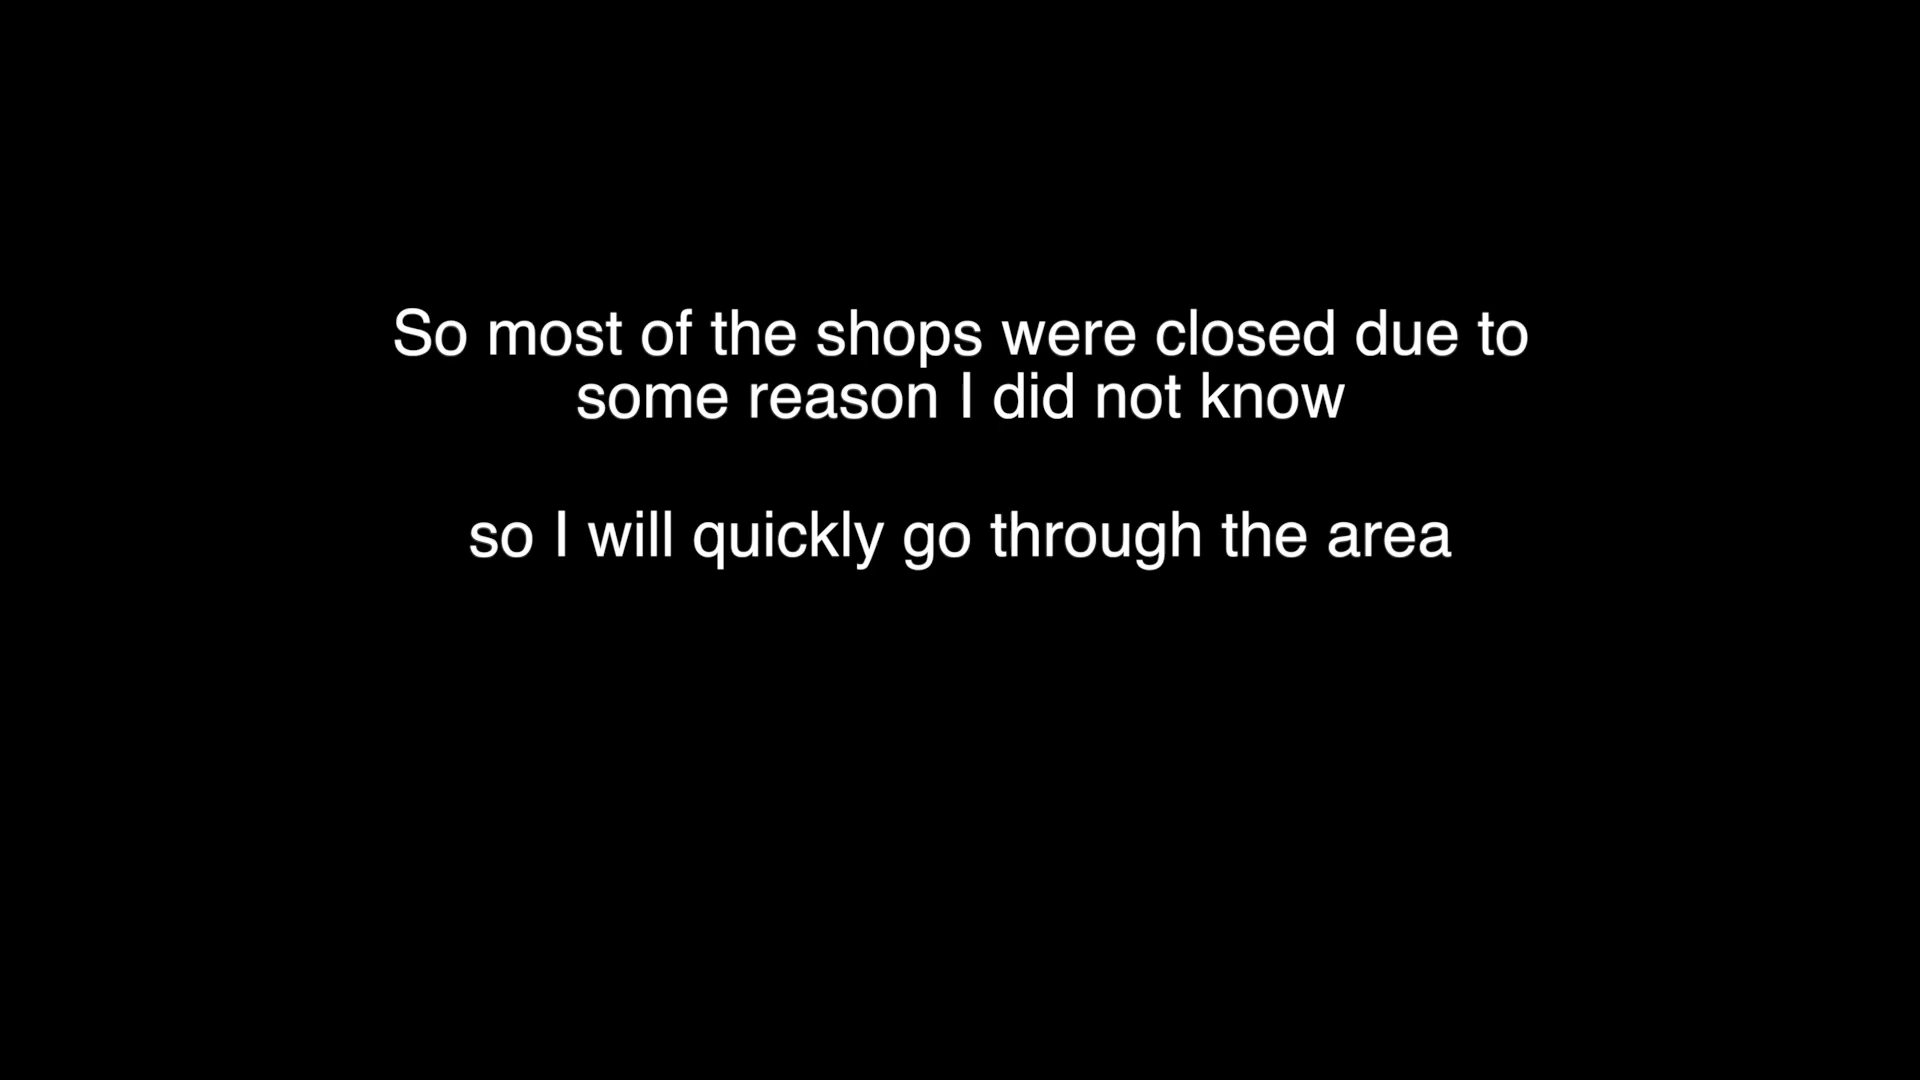 So most of the shops were closed due to
some reason I did not know
so I will quickly go through the area